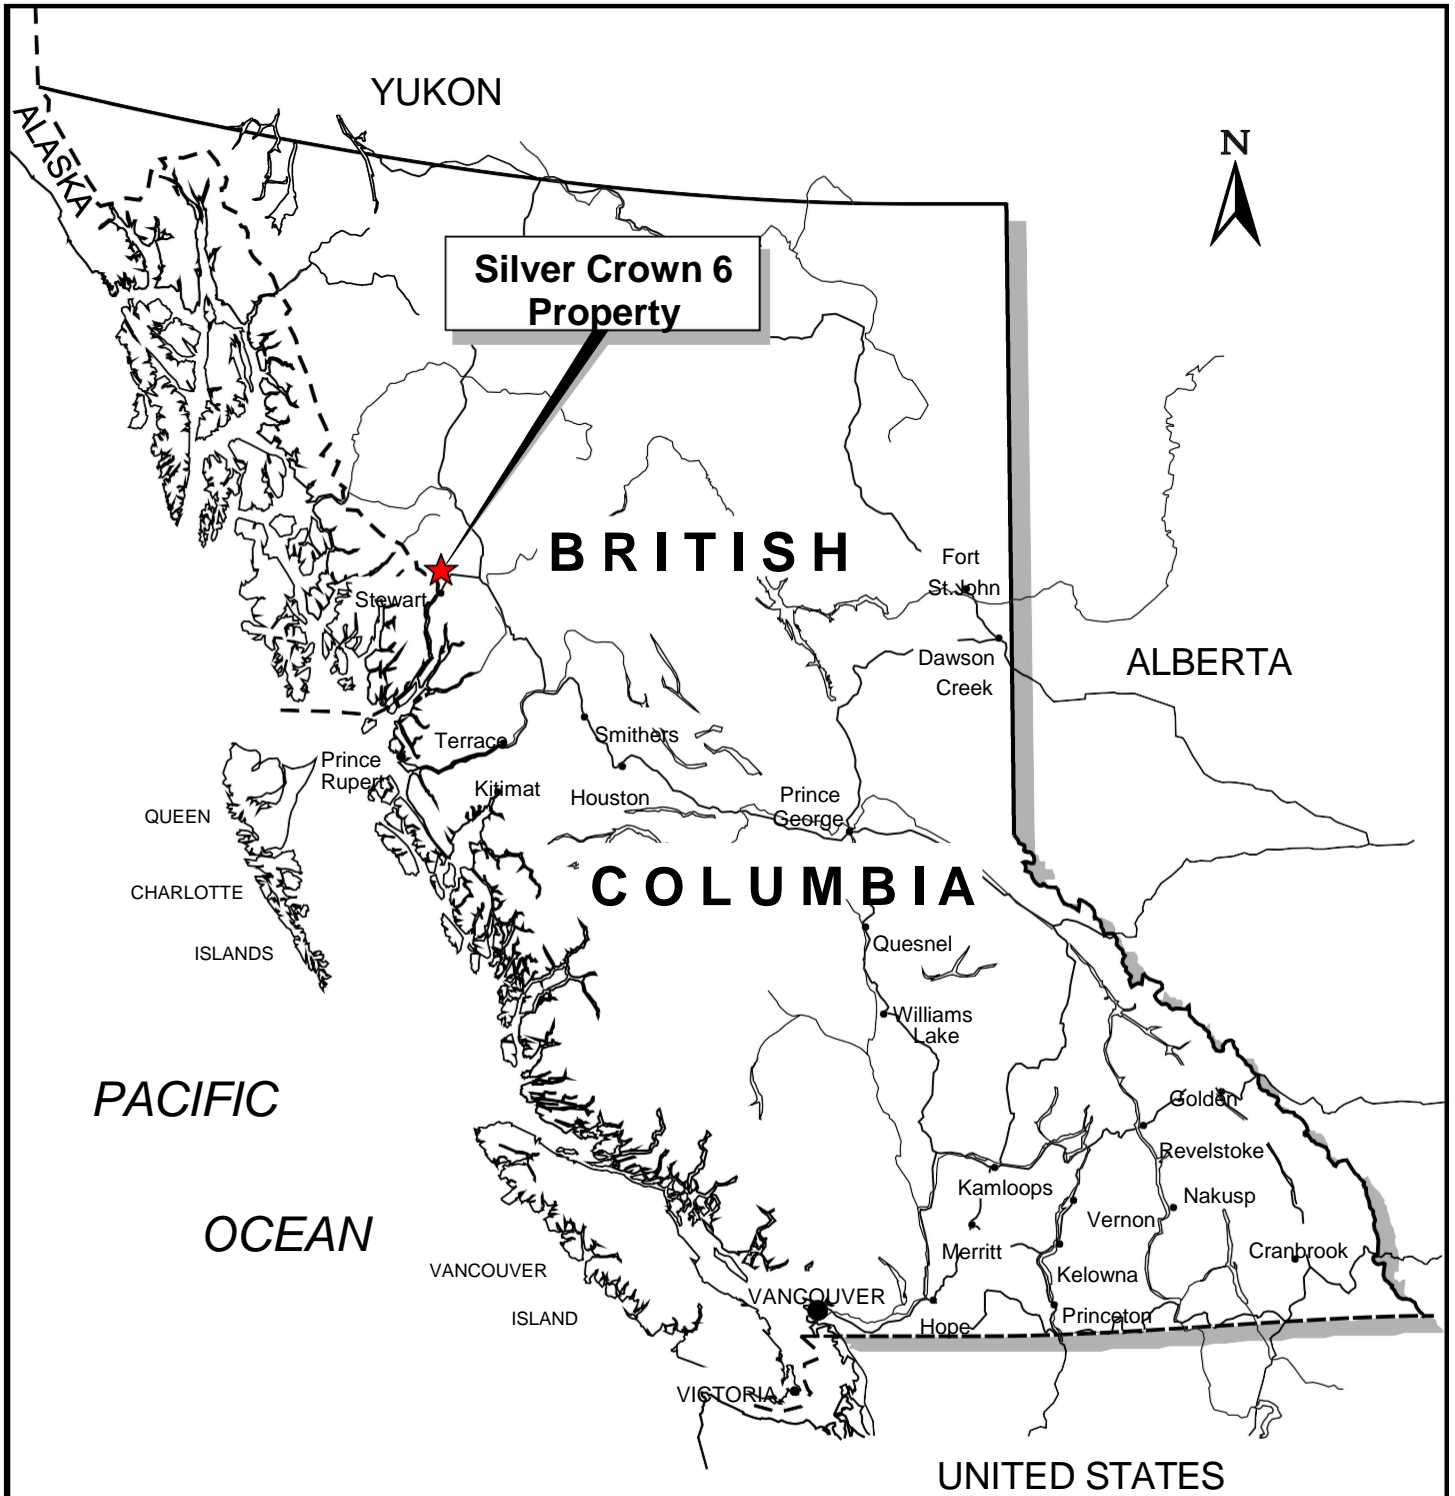 YUKON
ALASKA
N
Silver Crown 6
Property
BRITISH
Fort
St.John
Stewart
Dawson
Creek
ALBERTA
Terrace
Smithers
Prince
Rupert
Kitimat
Houston
Prince
George
QUEEN
CHARLOTTE
ISLANDS
COLUMBIA
Quesnel
Williams
Lake
PACIFIC
OCEAN
Golden
Revelstoke
Kamloops
Nakusp
Vernon
Merritt
Cranbrook
Kelowna
VANCOUVER
ISLAND
VANCOUVER
Hope
Princeton
VICTORIA
UNITED STATES